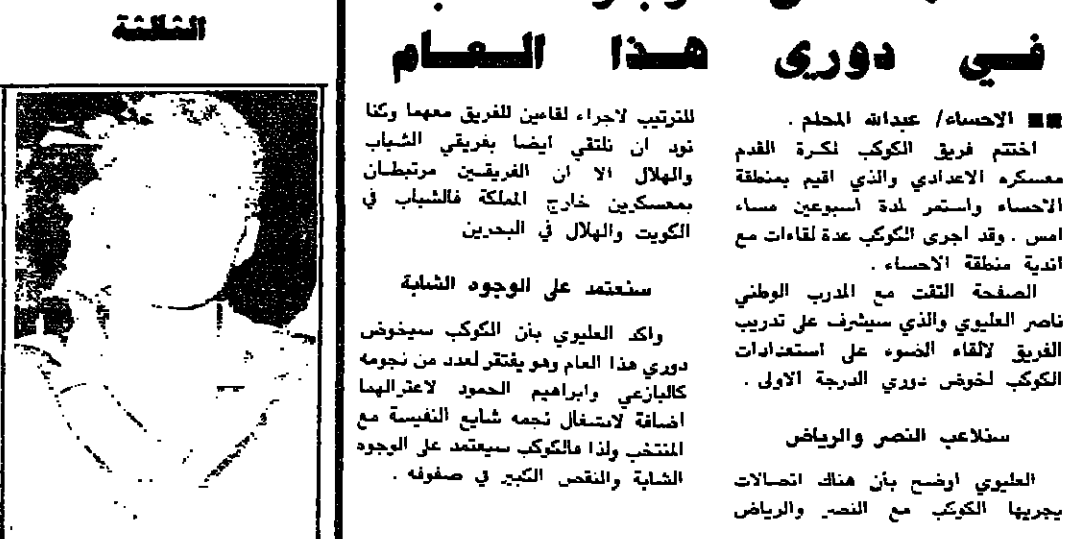 في دوري هذا العام
الاحساء/ عبدالله المحلم .
اختتم فريق الكوكب لكرة القدم
معسكره الاعدادي والذي اقيم بمنطقة
الاحساء واستمر لمدة اسبوعين مساء
امس . وقد اجرى الكوكب عدة لقاءات مع
اندية منطقة الاحساء .
الصفحة التقت مع المدرب الوطني
ناصر العليوي والذي سيشرف على تدريب
الفريق لالقاء الضوء على استعدادات
الكوكب لخوض دوري الدرجة الاولى .
سنلاعب النصر والرياض
العليوي اوضح بأن هناك اتصالات
يجريها الكوكب مع النصر والرياض
للترتيب لاجراء لقاءين للفريق معهما وكنا
نود ان نلتقي ايضا بفريقي الشباب
والهلال الا ان الفريقين مرتبطان
بمعسكرين خارج المملكة فالشباب في
الكويت والهلال في البحرين
سنعتمد على الوجوه الشابة
واكد العليوي بأن الكوكب سيخوض
دوري هذا العام وهو يفتقر لعدد من نجومه
كالبازعي وابراهيم الحمود لاعتزالهما
اضافة لانشغال نجمه شايع النفيسة مع
المنتخب ولذا فالكوكب سيعتمد على الوجوه
الشابة والنقص الكبير في صفوفه .
الثالثة